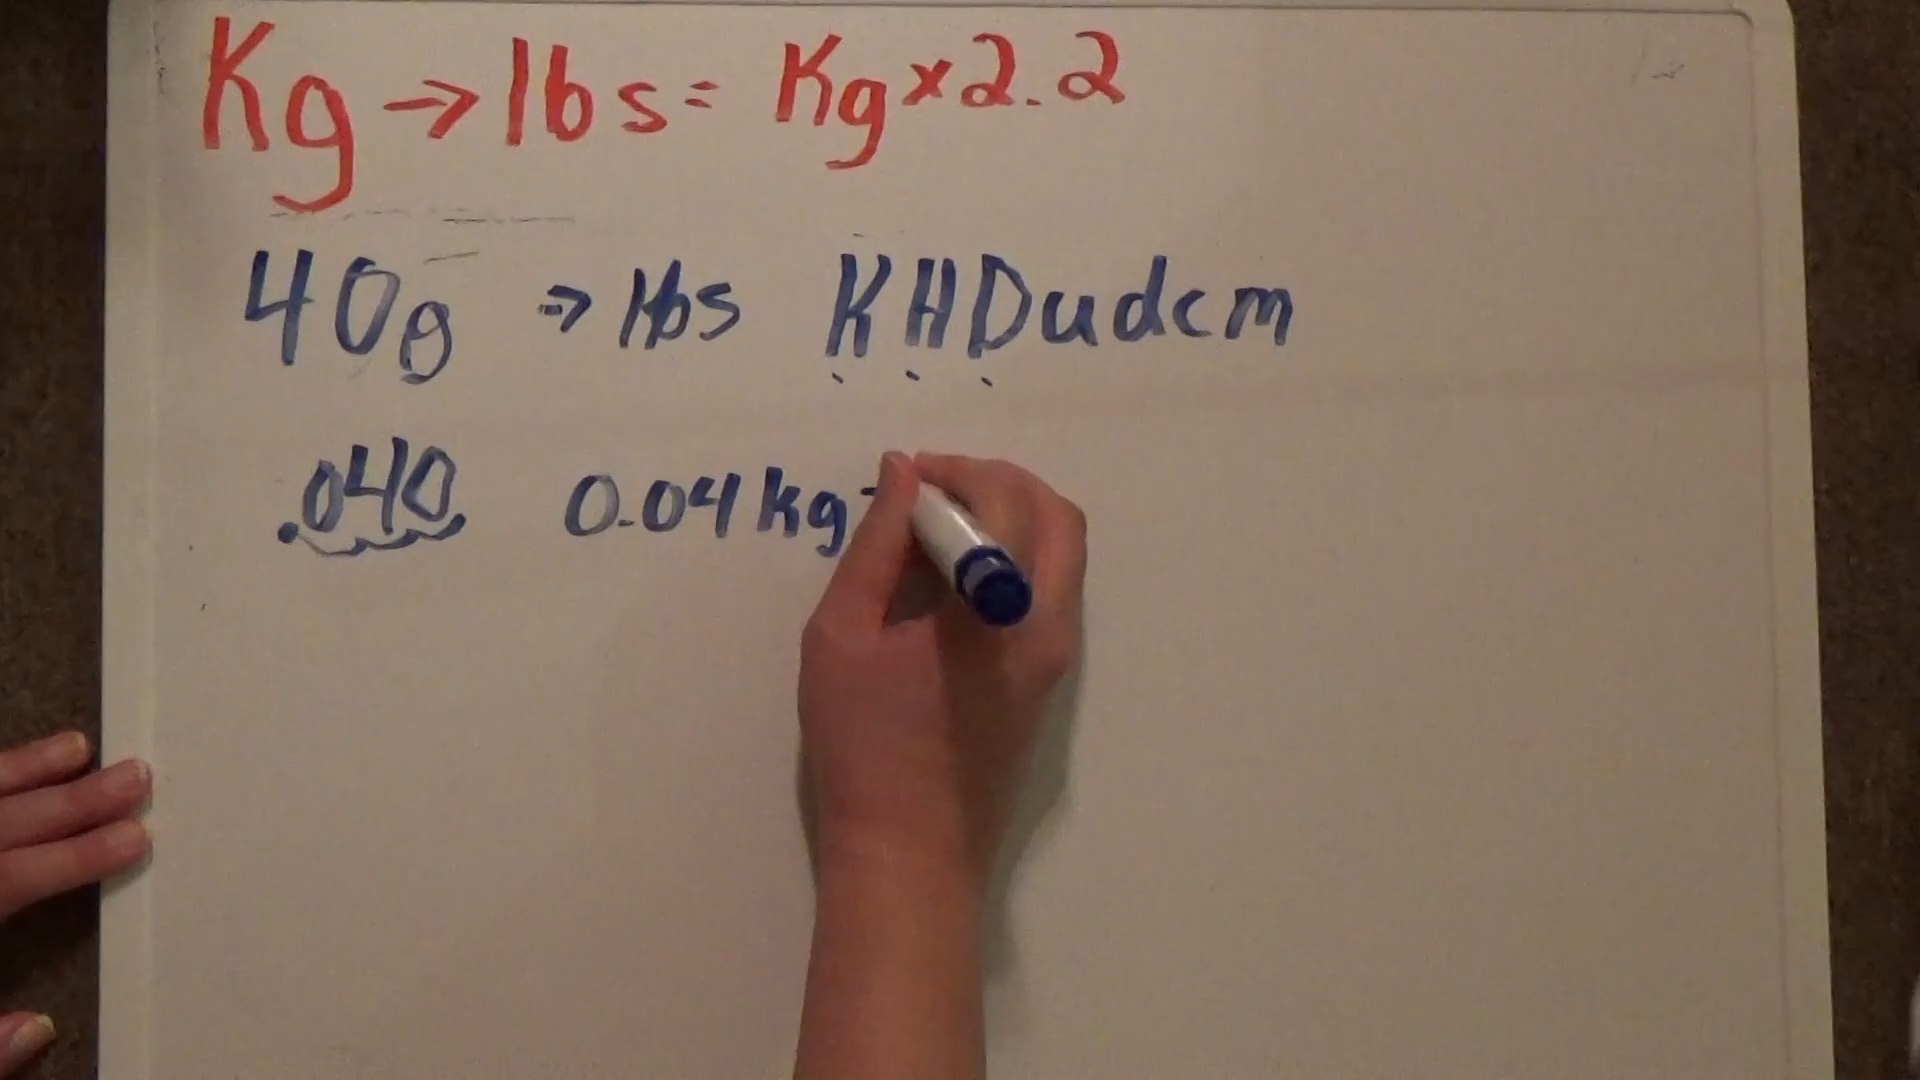 Kg → lbs = Kg × 2.2
40g → lbs KHDudcm
.040 0.04 kg